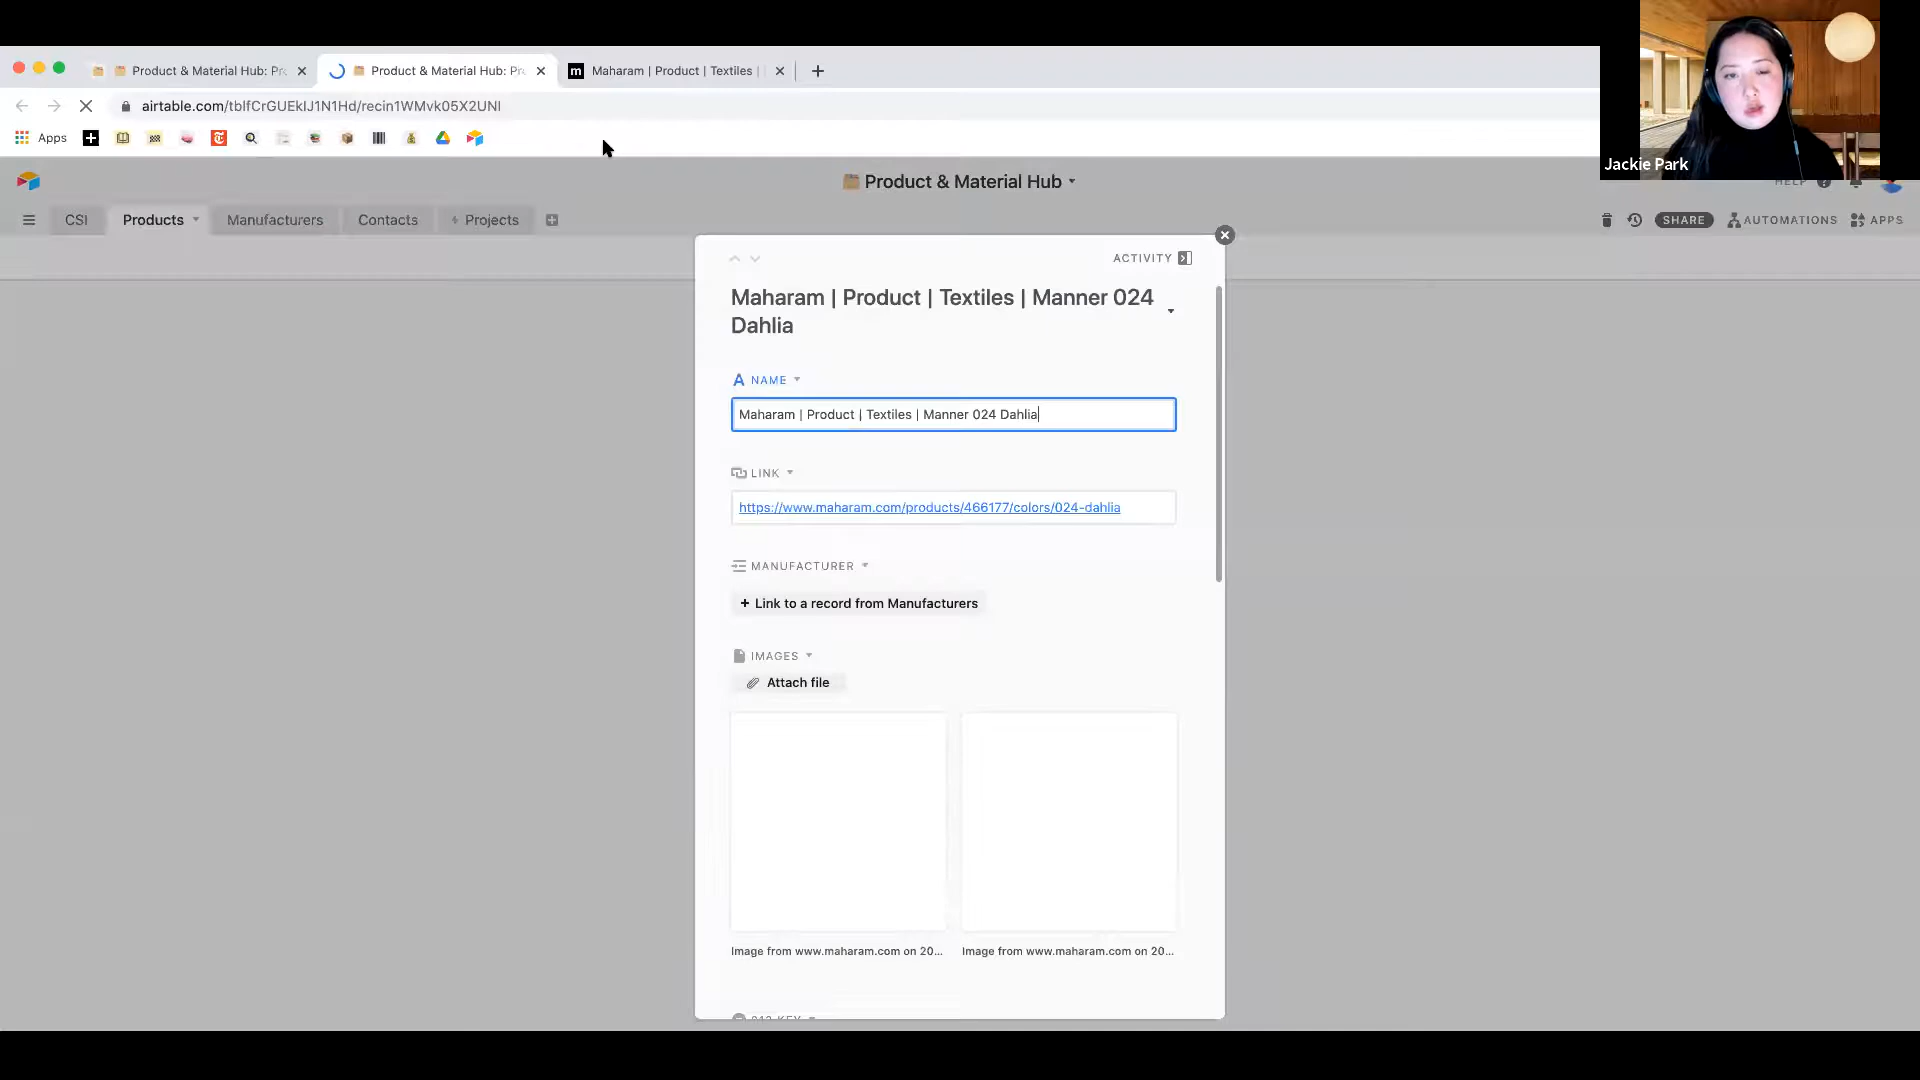 Product & Material Hub: Pr
Product & Material Hub: Pr
m
Maharam | Product | Textiles |
airtable.com/tblfCrGUEkIJ1N1Hd/recin1WMvk05X2UNI
Apps
Jackie Park
Product & Material Hub
HELP
CSI
Products
Manufacturers
Contacts
Projects
SHARE
AUTOMATIONS
APPS
ACTIVITY
Maharam | Product | Textiles | Manner 024
Dahlia
A NAME
Maharam | Product | Textiles | Manner 024 Dahlia
LINK
https://www.maharam.com/products/466177/colors/024-dahlia
MANUFACTURER
+ Link to a record from Manufacturers
IMAGES
Attach file
Image from www.maharam.com on 20...
Image from www.maharam.com on 20...